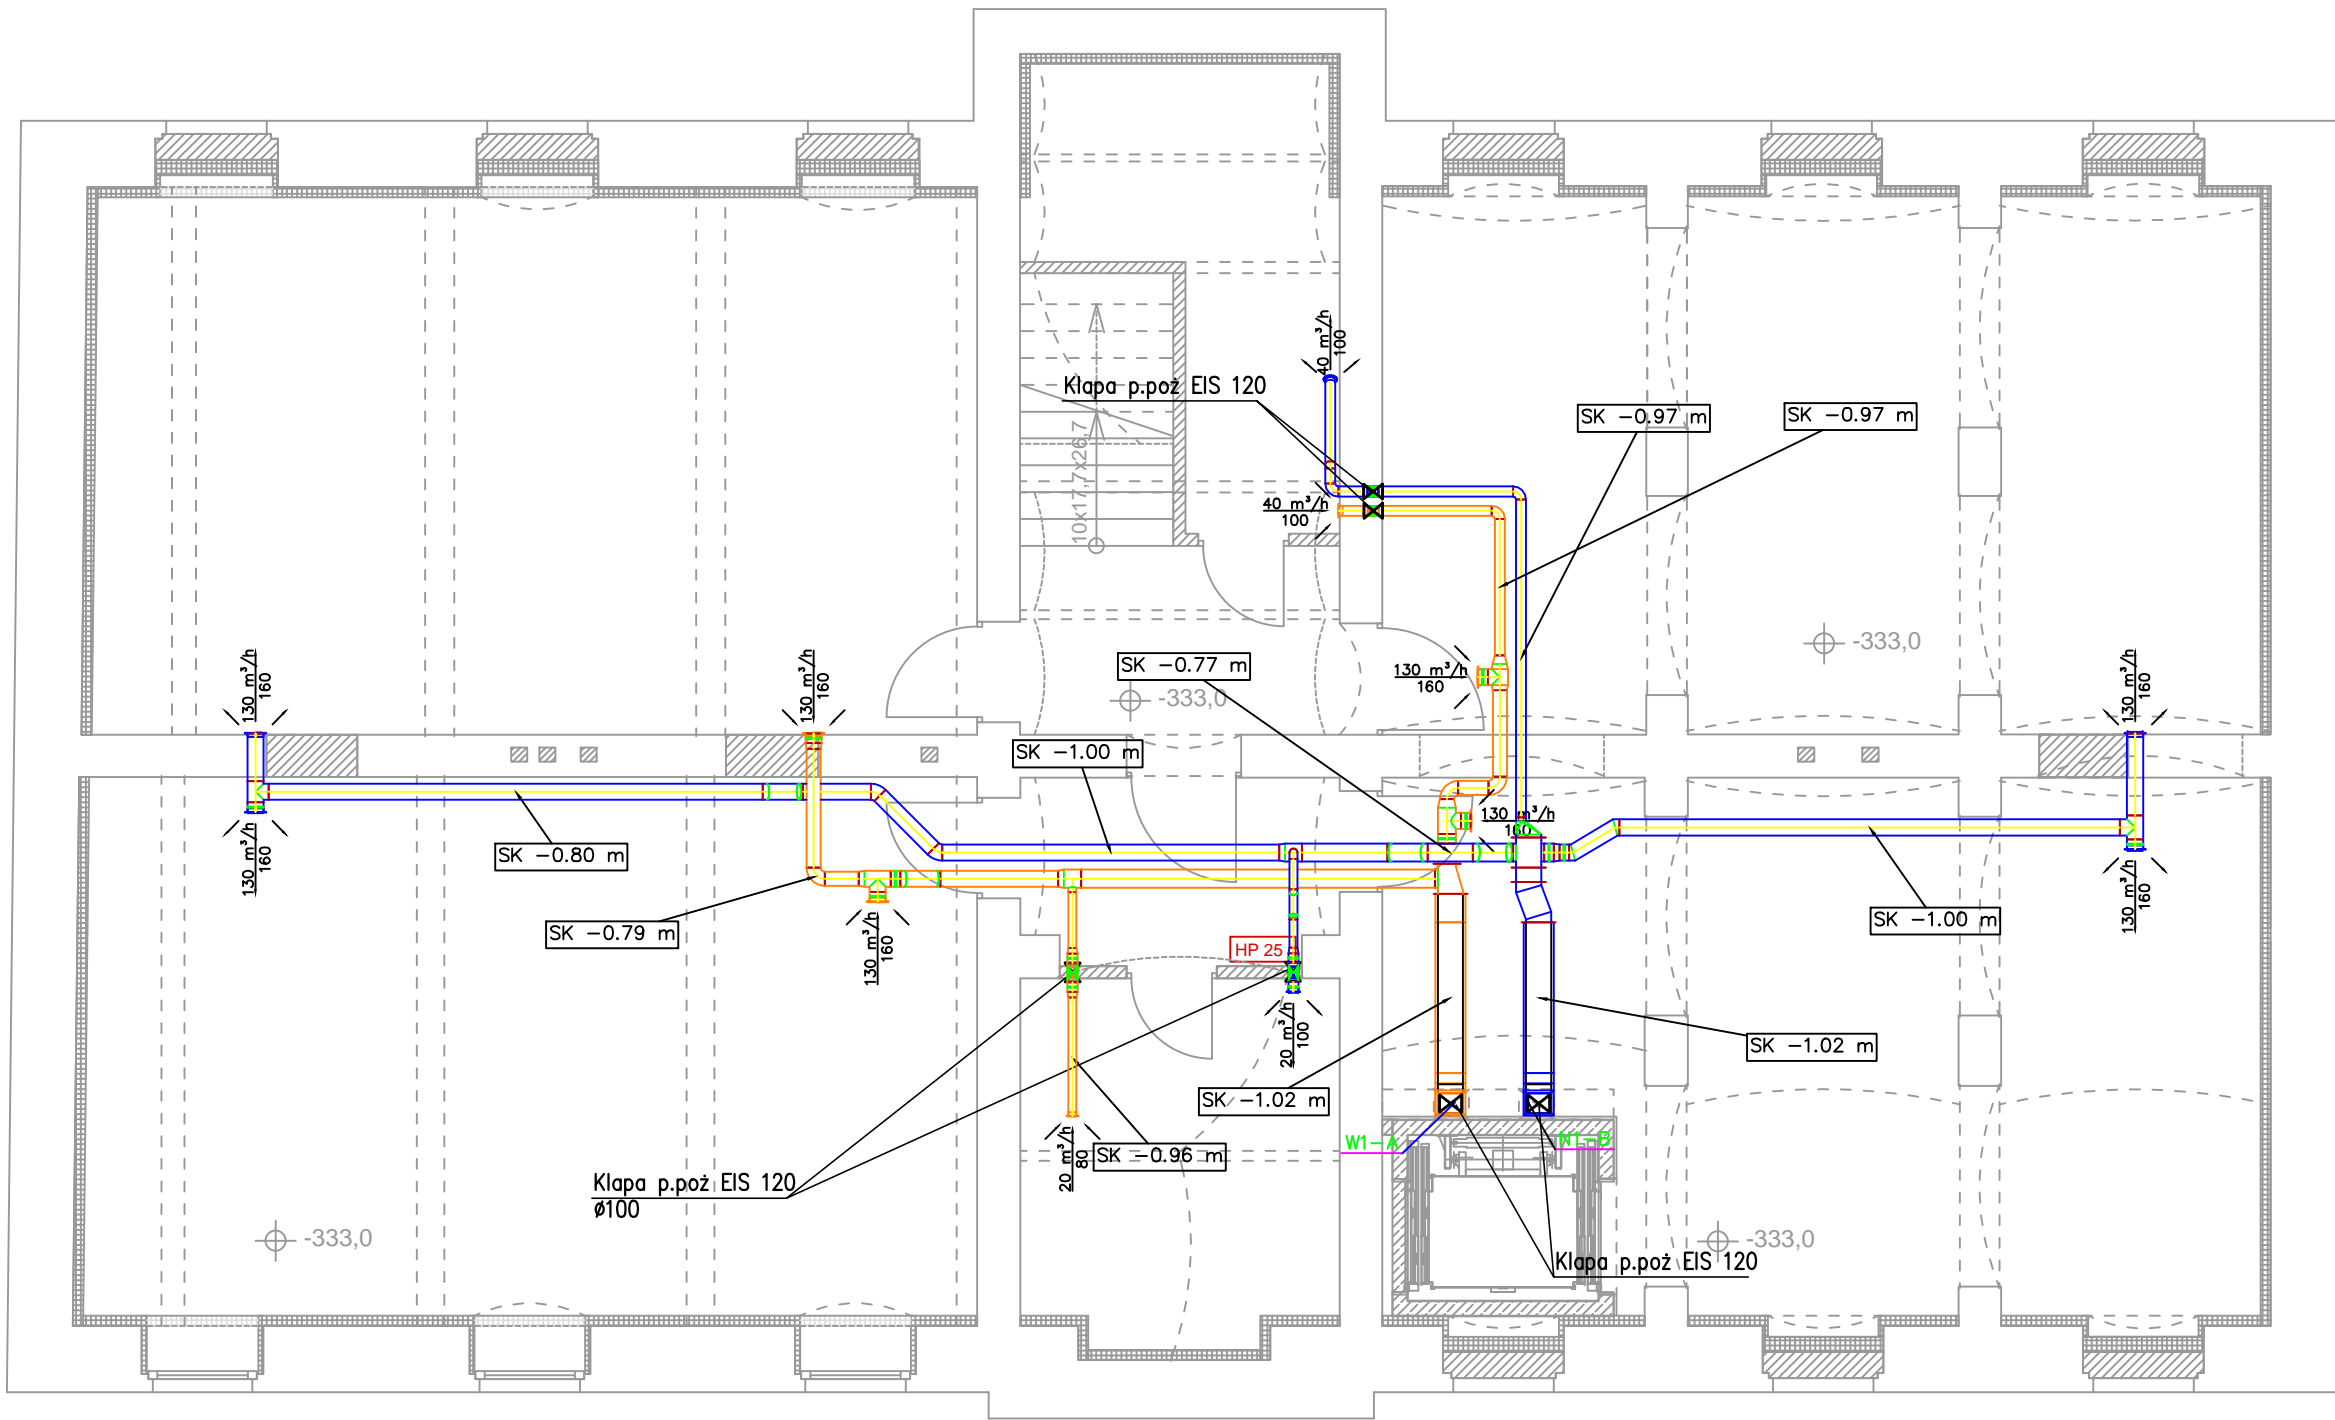 40 m³/h
100
Klapa p.poż EIS 120
SK -0.97 m
SK -0.97 m
10x17,7x26,7
40 m³/h
100
-333,0
SK -0.77 m
130 m³/h
160
130 m³/h
160
130 m³/h
160
130 m³/h
160
-333,0
SK -1.00 m
130 m³/h
160
SK -0.80 m
130 m³/h
160
130 m³/h
160
SK -0.79 m
130 m³/h
160
HP 25
SK -1.00 m
20 m³/h
100
SK -1.02 m
SK -1.02 m
W1-A
N1-B
20 m³/h
80
SK -0.96 m
Klapa p.poż EIS 120
ø100
-333,0
-333,0
Klapa p.poż EIS 120